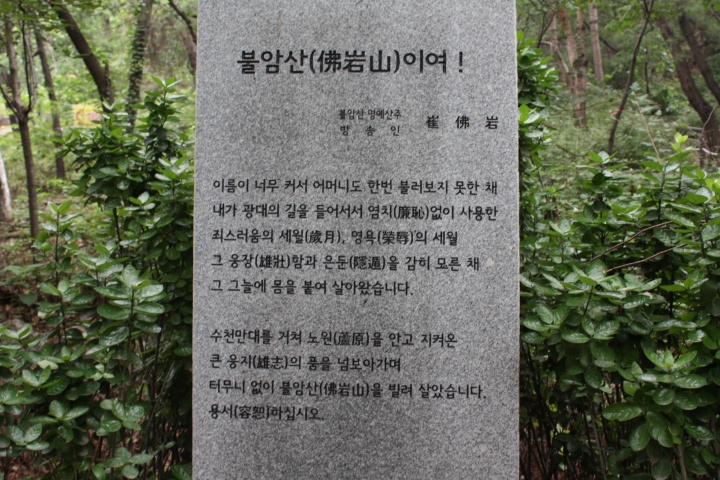 불암산(佛岩山)이여 !
불암산 명예산주
방 송 인 崔 佛 岩
이름이 너무 커서 어머니도 한번 불러보지 못한 채
내가 광대의 길을 들어서서 염치(廉恥)없이 사용한
죄스러움의 세월(歲月), 영욕(榮辱)의 세월
그 웅장(雄壯)함과 은둔(隱遁)을 감히 모른 채
그 그늘에 몸을 붙여 살아왔습니다.
수천만대를 거쳐 노원(蘆原)을 안고 지켜온
큰 웅지(雄志)의 품을 넘보아가며
터무니 없이 불암산(佛岩山)을 빌려 살았습니다.
용서(容恕)하십시오.